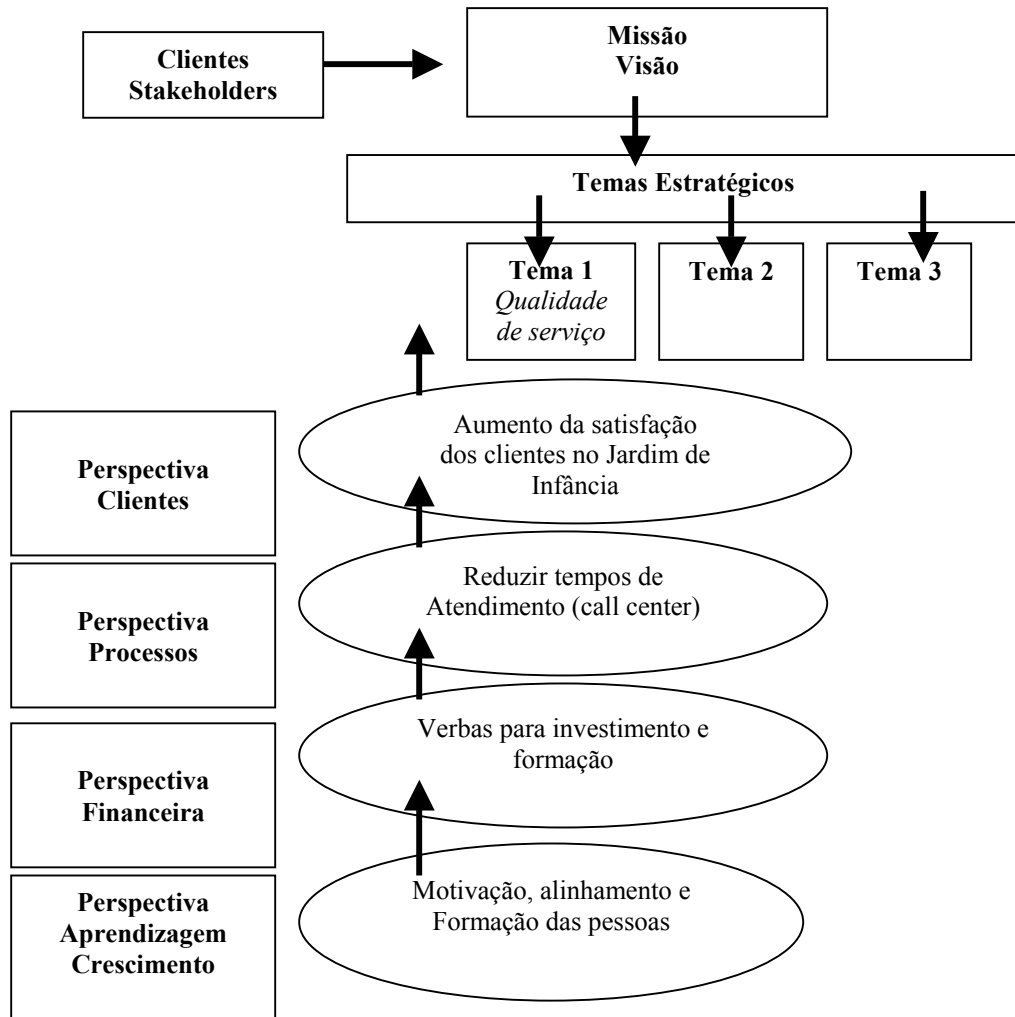 Clientes
Stakeholders
Missão
Visão
Temas Estratégicos
Tema 1
Qualidade
de serviço
Tema 2
Tema 3
Perspectiva
Clientes
Aumento da satisfação
dos clientes no Jardim de
Infância
Perspectiva
Processos
Reduzir tempos de
Atendimento (call center)
Perspectiva
Financeira
Verbas para investimento e
formação
Perspectiva
Aprendizagem
Crescimento
Motivação, alinhamento e
Formação das pessoas